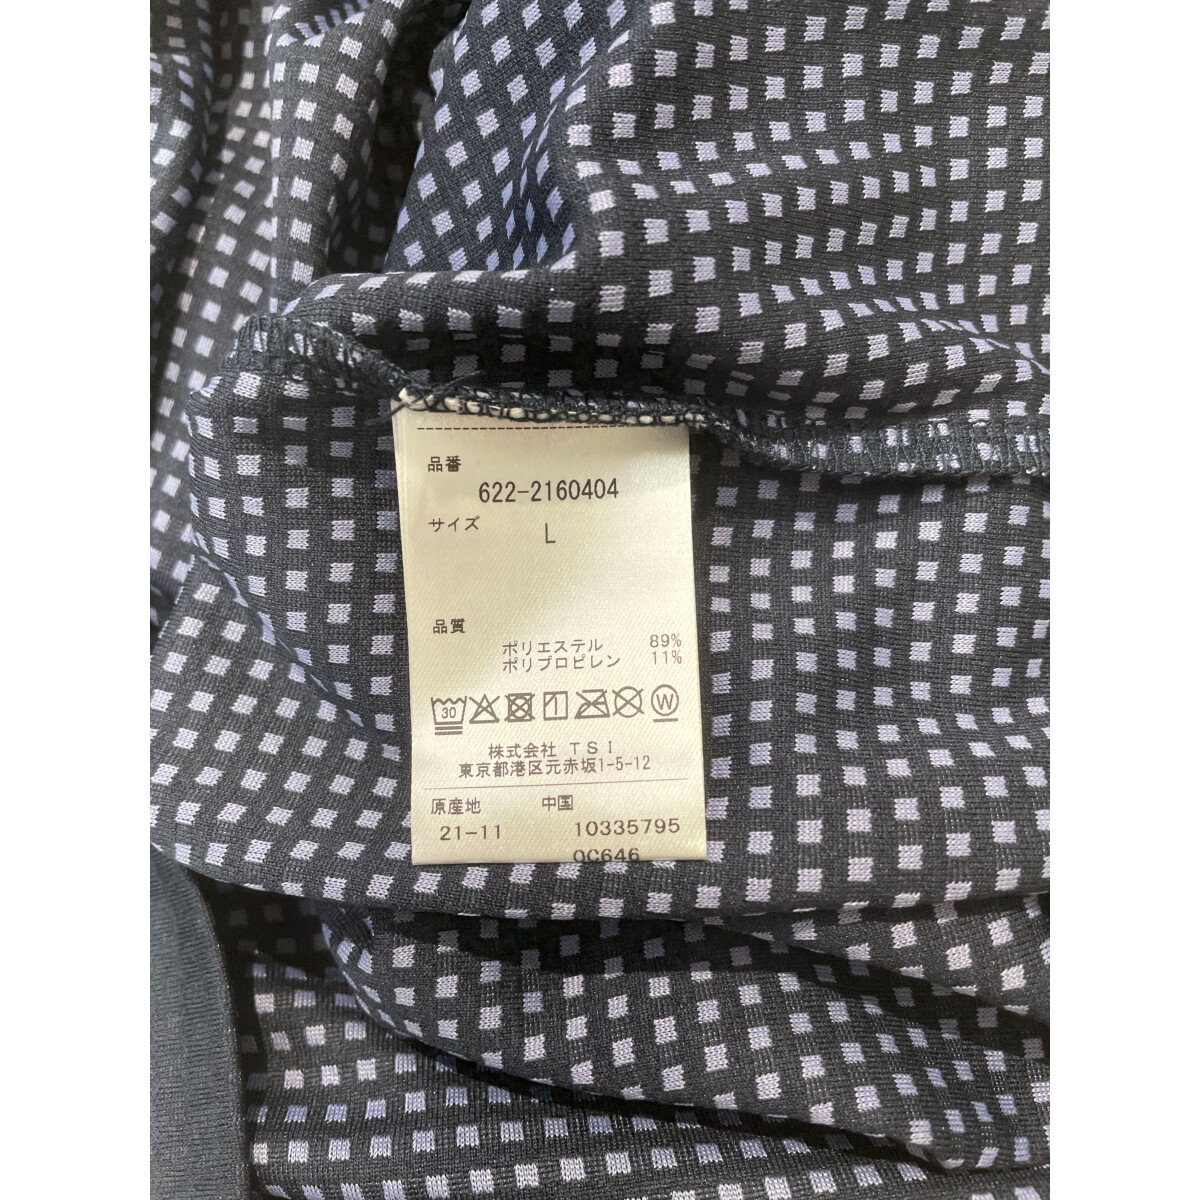 品番
622-2160404
サイズ
L
品質
ポリエステル 89%
ポリプロピレン 11%
30 W
株式会社 TSI
東京都港区元赤坂1-5-12
原産地 中国
21-11 10335795
QC646